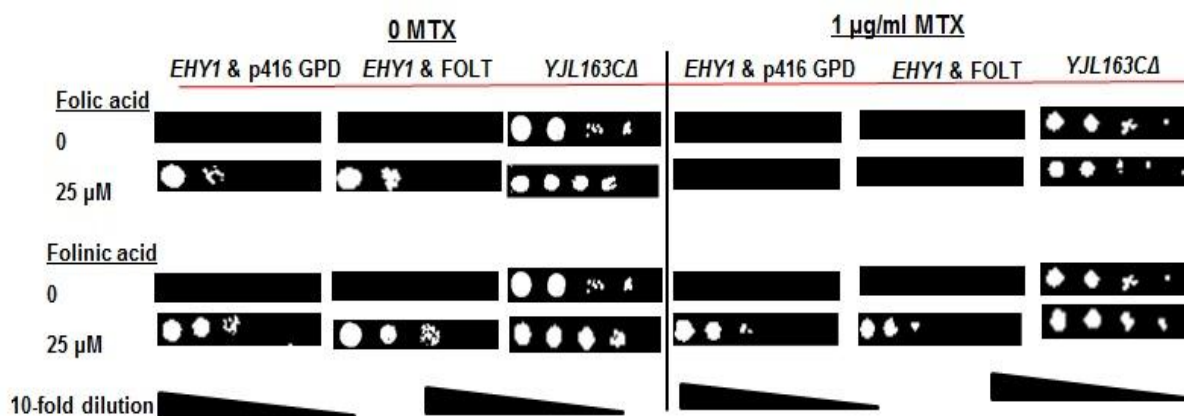 0 MTX
1 µg/ml MTX
EHY1 & p416 GPD EHY1 & FOLT YJL163CΔ EHY1 & p416 GPD EHY1 & FOLT YJL163CΔ
Folic acid
0
25 µM
Folinic acid
0
25 µM
10-fold dilution